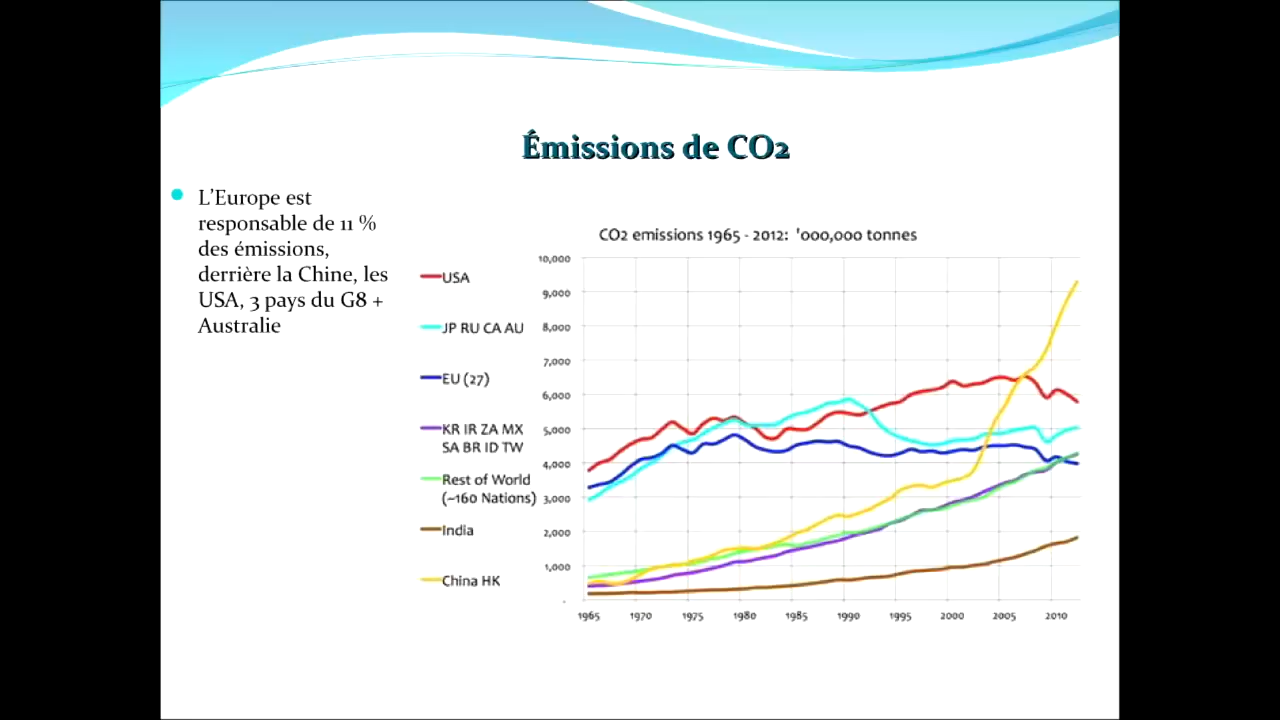 Émissions de CO2
L'Europe est
responsable de 11 %
des émissions,
derrière la Chine, les
USA, 3 pays du G8 +
Australie
CO2 emissions 1965 - 2012: '000,000 tonnes
USA
JP RU CA AU
EU (27)
KR IR ZA MX
SA BR ID TW
Rest of World
(~160 Nations)
India
China HK
10,000
9,000
8,000
7,000
6,000
5,000
4,000
3,000
2,000
1,000
-
1965 1970 1975 1980 1985 1990 1995 2000 2005 2010